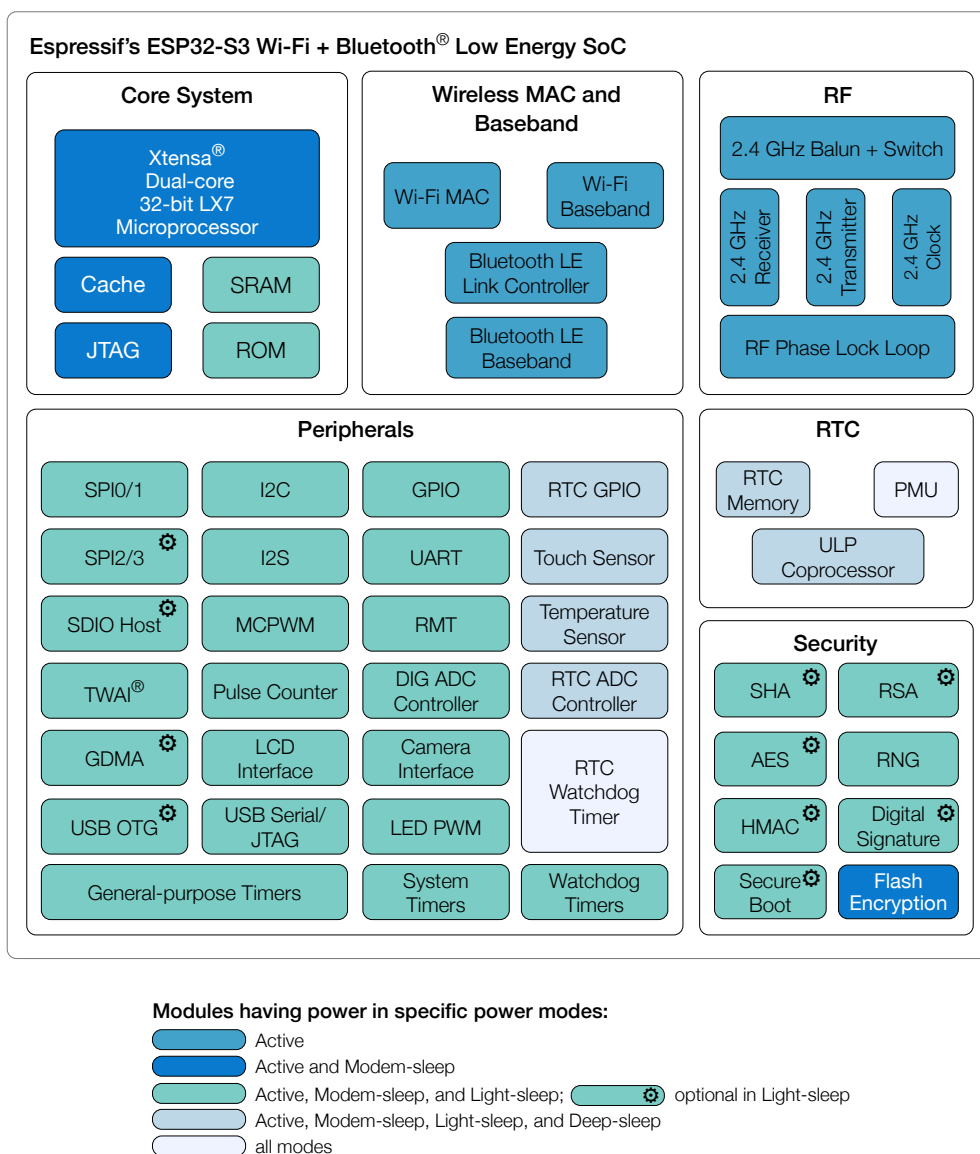 Espressif's ESP32-S3 Wi-Fi + Bluetooth® Low Energy SoC
Core System
Xtensa®
Dual-core
32-bit LX7
Microprocessor
Cache
SRAM
JTAG
ROM
Wireless MAC and
Baseband
Wi-Fi MAC
Wi-Fi
Baseband
Bluetooth LE
Link Controller
Bluetooth LE
Baseband
RF
2.4 GHz Balun + Switch
2.4 GHz
Receiver
2.4 GHz
Transmitter
2.4 GHz
Clock
RF Phase Lock Loop
Peripherals
SPI0/1
I2C
GPIO
RTC GPIO
SPI2/3
I2S
UART
Touch Sensor
SDIO Host
MCPWM
RMT
Temperature
Sensor
TWAI®
Pulse Counter
DIG ADC
Controller
RTC ADC
Controller
GDMA
LCD
Interface
Camera
Interface
RTC
Watchdog
Timer
USB OTG
USB Serial/
JTAG
LED PWM
General-purpose Timers
System
Timers
Watchdog
Timers
RTC
RTC
Memory
PMU
ULP
Coprocessor
Security
SHA
RSA
AES
RNG
HMAC
Digital
Signature
Secure
Boot
Flash
Encryption
Modules having power in specific power modes:
Active
Active and Modem-sleep
Active, Modem-sleep, and Light-sleep; optional in Light-sleep
Active, Modem-sleep, Light-sleep, and Deep-sleep
all modes